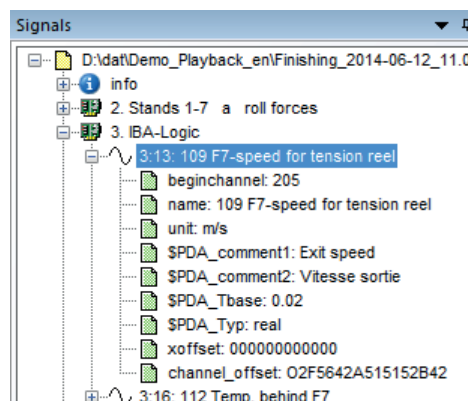 Signals
D:\dat\Demo_Playback_en\Finishing_2014-06-12_11.0
info
2. Stands 1-7 a roll forces
3. IBA-Logic
3:13: 109 F7-speed for tension reel
beginchannel: 205
name: 109 F7-speed for tension reel
unit: m/s
$PDA_comment1: Exit speed
$PDA_comment2: Vitesse sortie
$PDA_Tbase: 0.02
$PDA_Typ: real
xoffset: 000000000000
channel_offset: O2F5642A515152B42
3:16: 112 Temp. behind F7